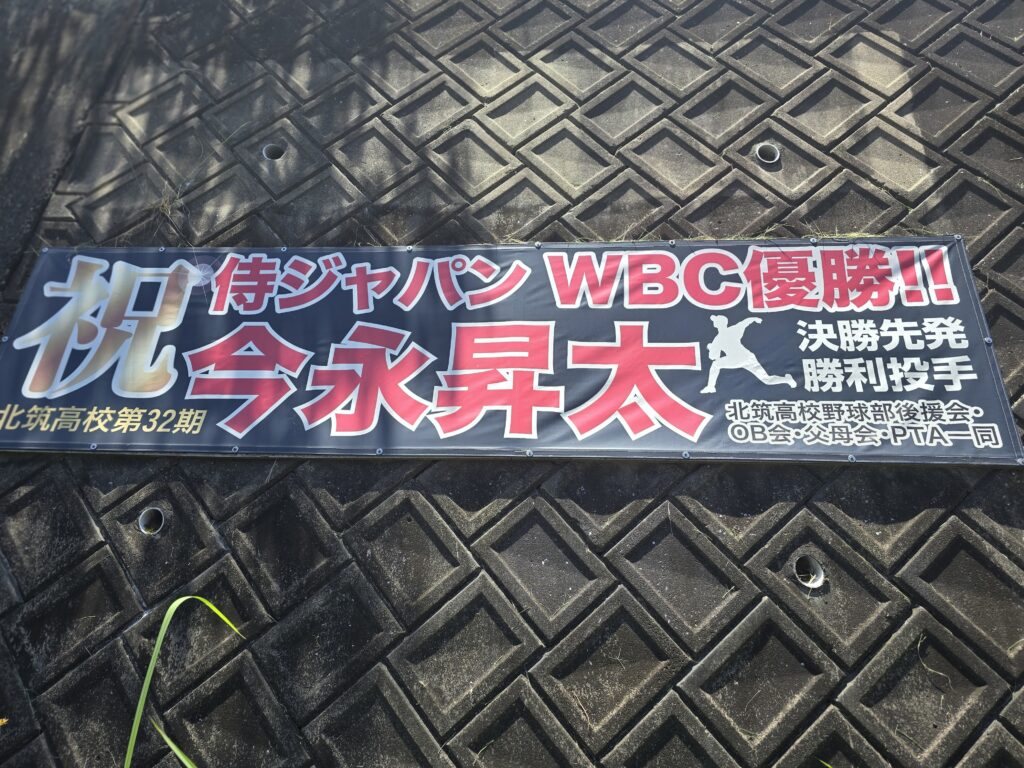 祝
侍ジャパン WBC優勝!!
今永昇太
決勝先発
勝利投手
北筑高校第32期
北筑高校野球部後援会・
OB会・父母会・PTA一同